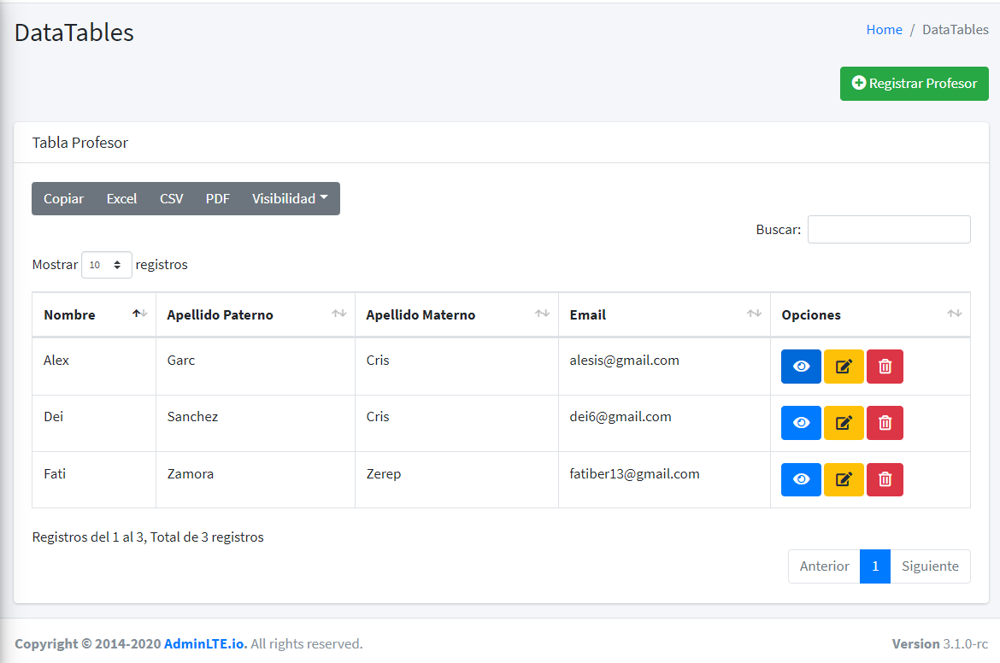 DataTables
Home / DataTables
Registrar Profesor
Tabla Profesor
Copiar Excel CSV PDF Visibilidad
Buscar:
Mostrar 10 registros
Nombre Apellido Paterno Apellido Materno Email Opciones
Alex Garc Cris alesis@gmail.com
Dei Sanchez Cris dei6@gmail.com
Fati Zamora Zerep fatiber13@gmail.com
Registros del 1 al 3, Total de 3 registros
Anterior 1 Siguiente
Copyright © 2014-2020 AdminLTE.io. All rights reserved. Version 3.1.0-rc